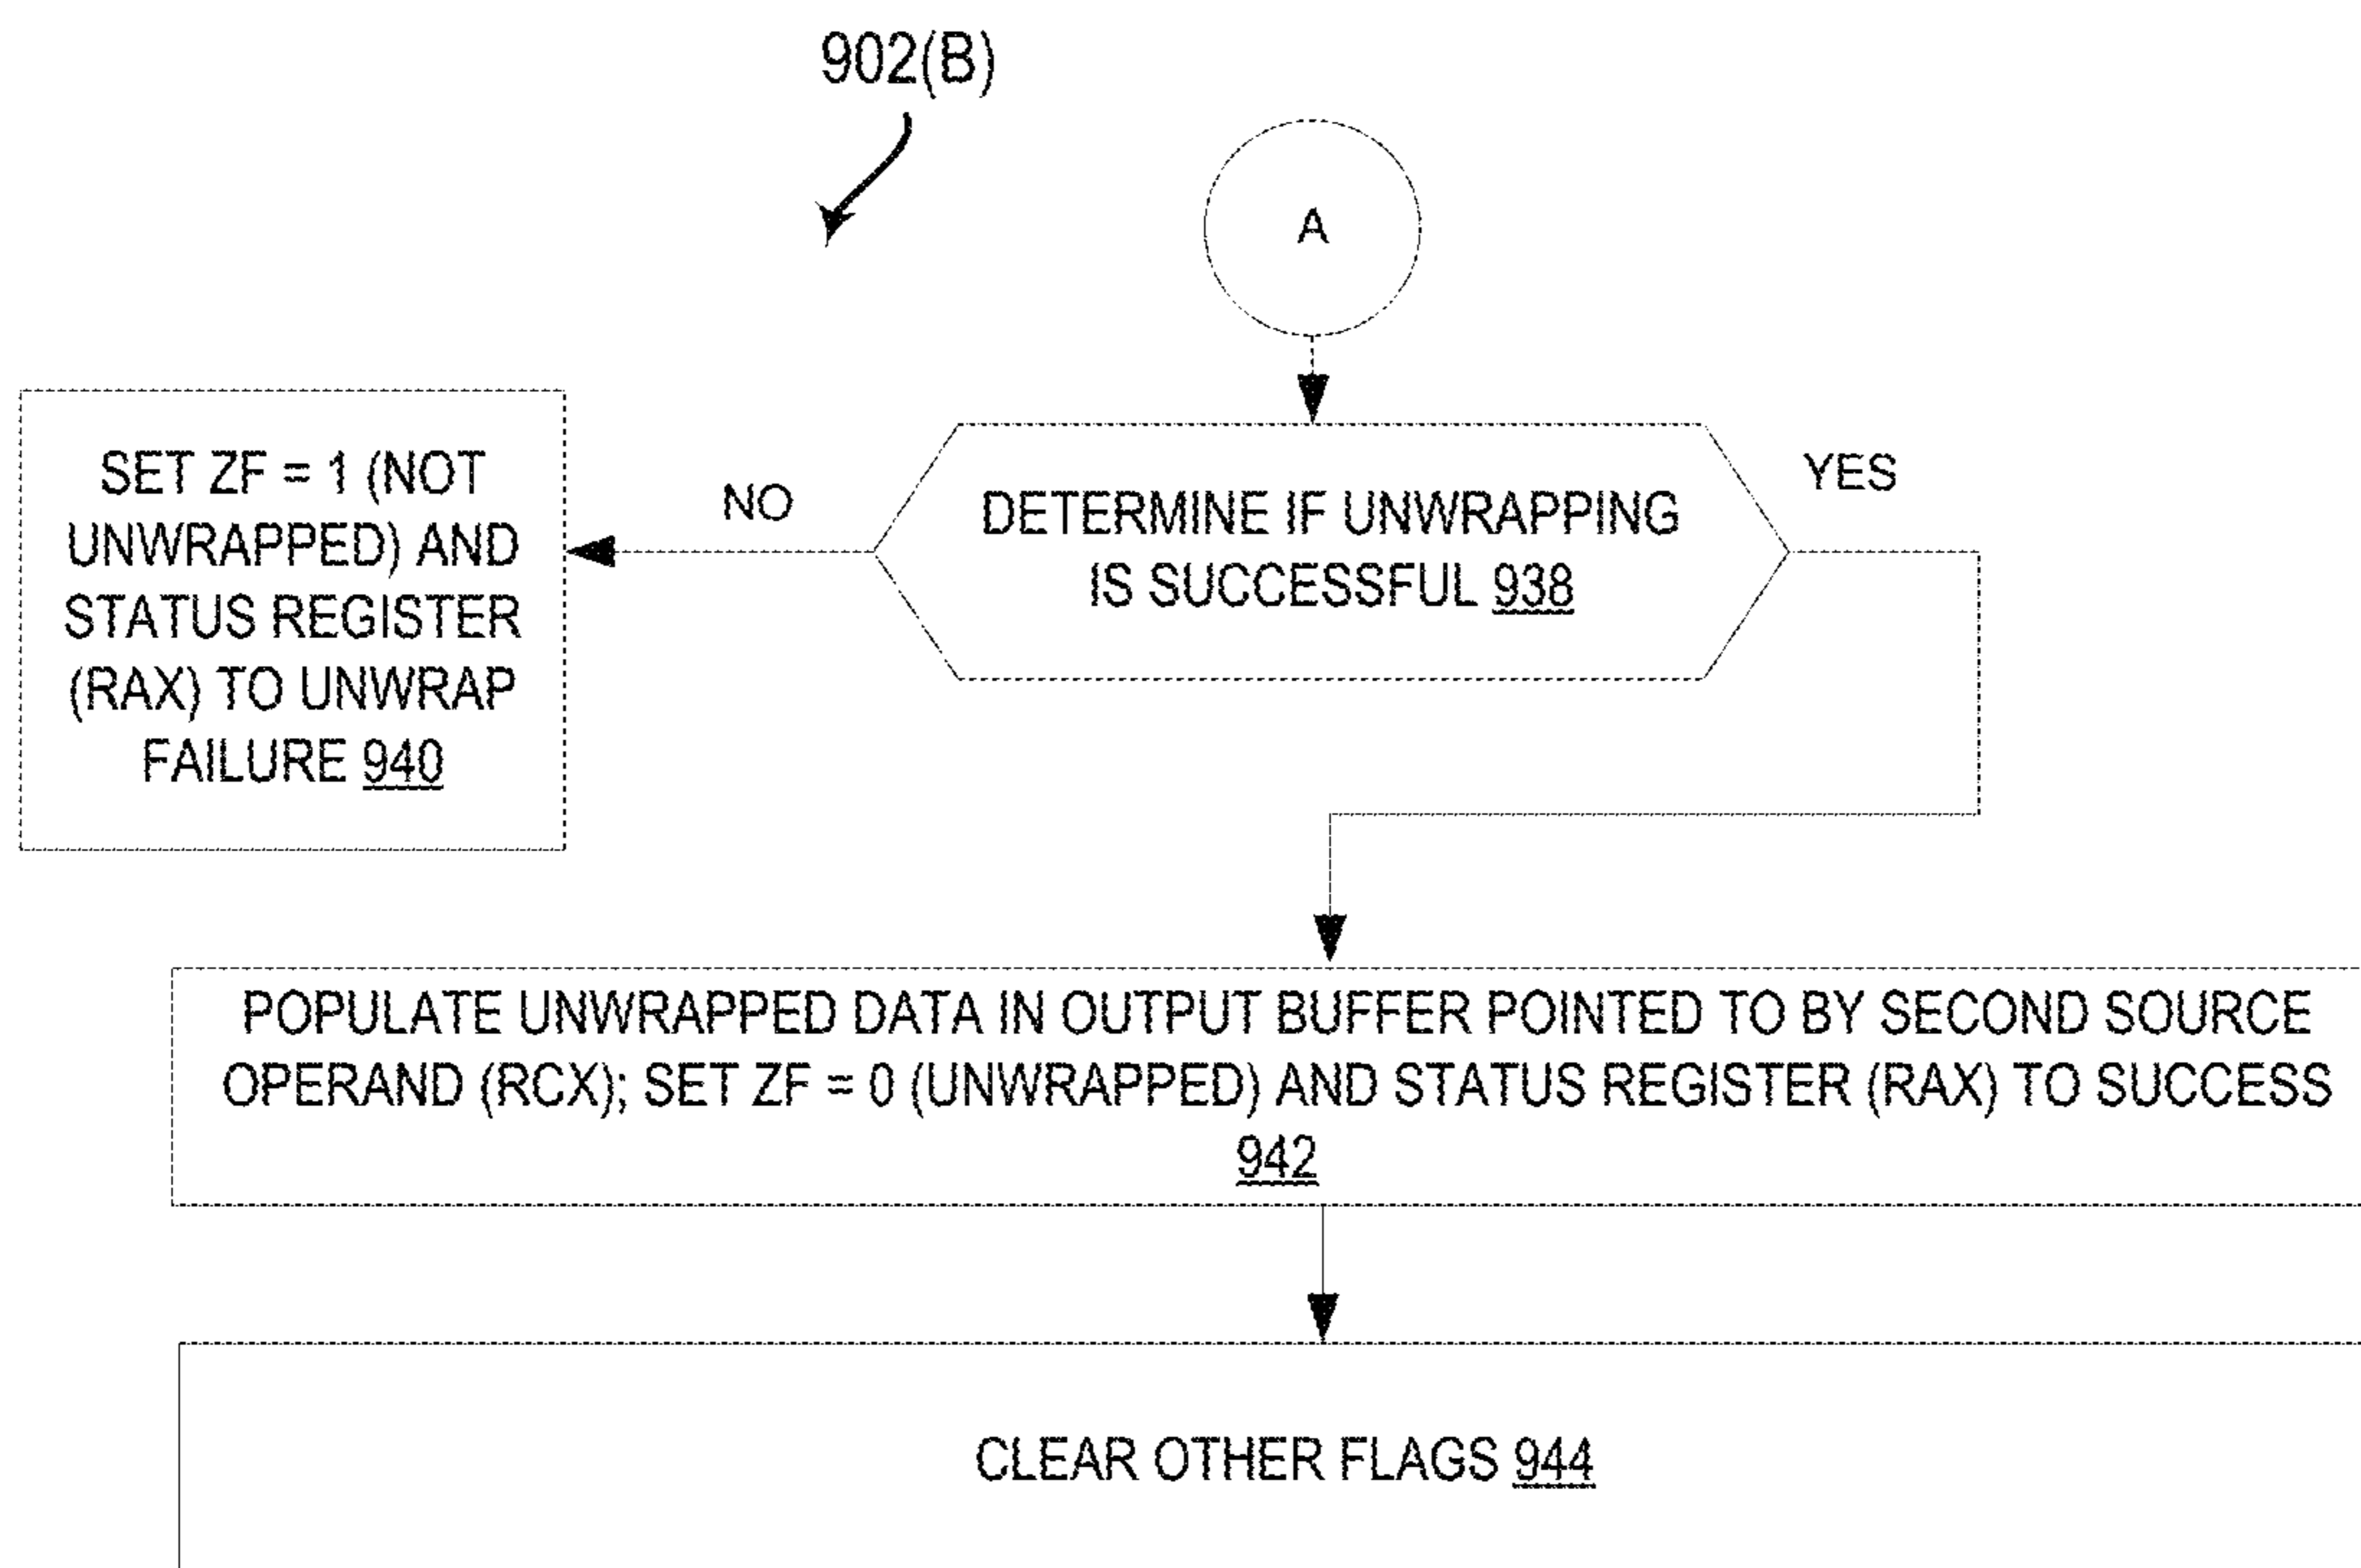 902(B)
A
SET ZF = 1 (NOT
UNWRAPPED) AND
STATUS REGISTER
(RAX) TO UNWRAP
FAILURE 940
NO
DETERMINE IF UNWRAPPING
IS SUCCESSFUL 938
YES
POPULATE UNWRAPPED DATA IN OUTPUT BUFFER POINTED TO BY SECOND SOURCE
OPERAND (RCX); SET ZF = 0 (UNWRAPPED) AND STATUS REGISTER (RAX) TO SUCCESS
942
CLEAR OTHER FLAGS 944